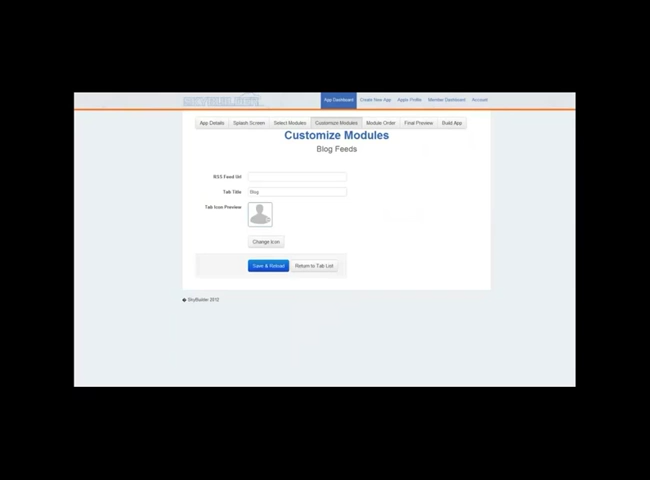 App Dashboard Create New App Apple Profile Member Dashboard Account
App Details Splash Screen Select Modules Customize Modules Module Order Final Preview Build App
Customize Modules
Blog Feeds
RSS Feed Url
Tab Title Blog
Tab Icon Preview
Change Icon
Save & Reload Return to Tab List
� SkyBuilder 2012